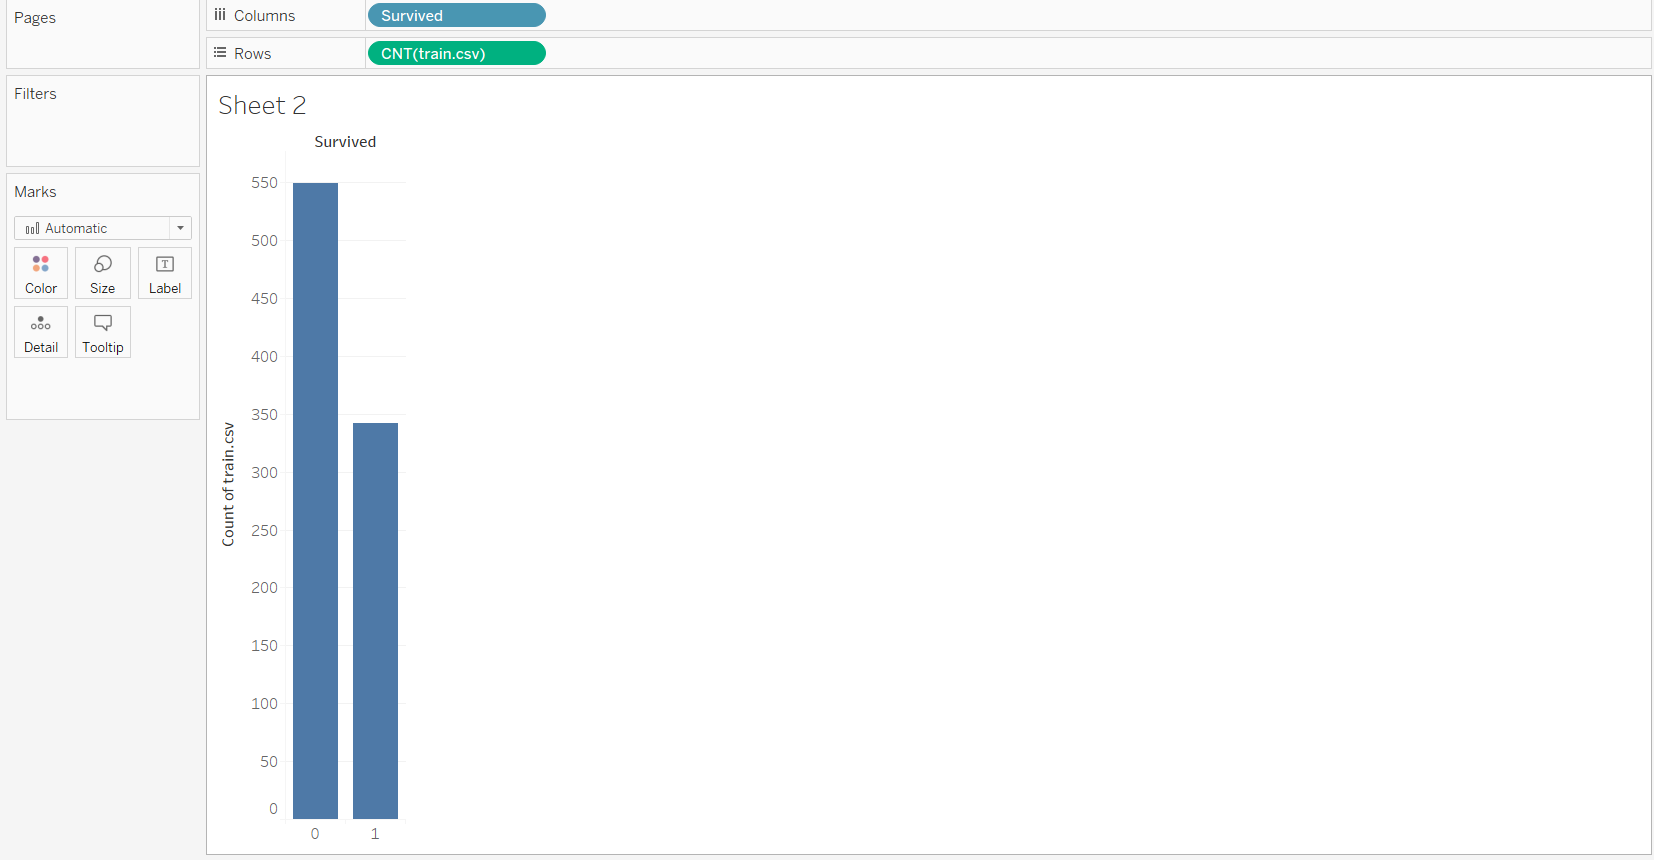 Pages
Columns
Survived
Rows
CNT(train.csv)
Filters
Marks
Automatic
Color
Size
T
Label
Detail
Tooltip
Sheet 2
Survived
Count of train.csv
550
500
450
400
350
300
250
200
150
100
50
0
0 1